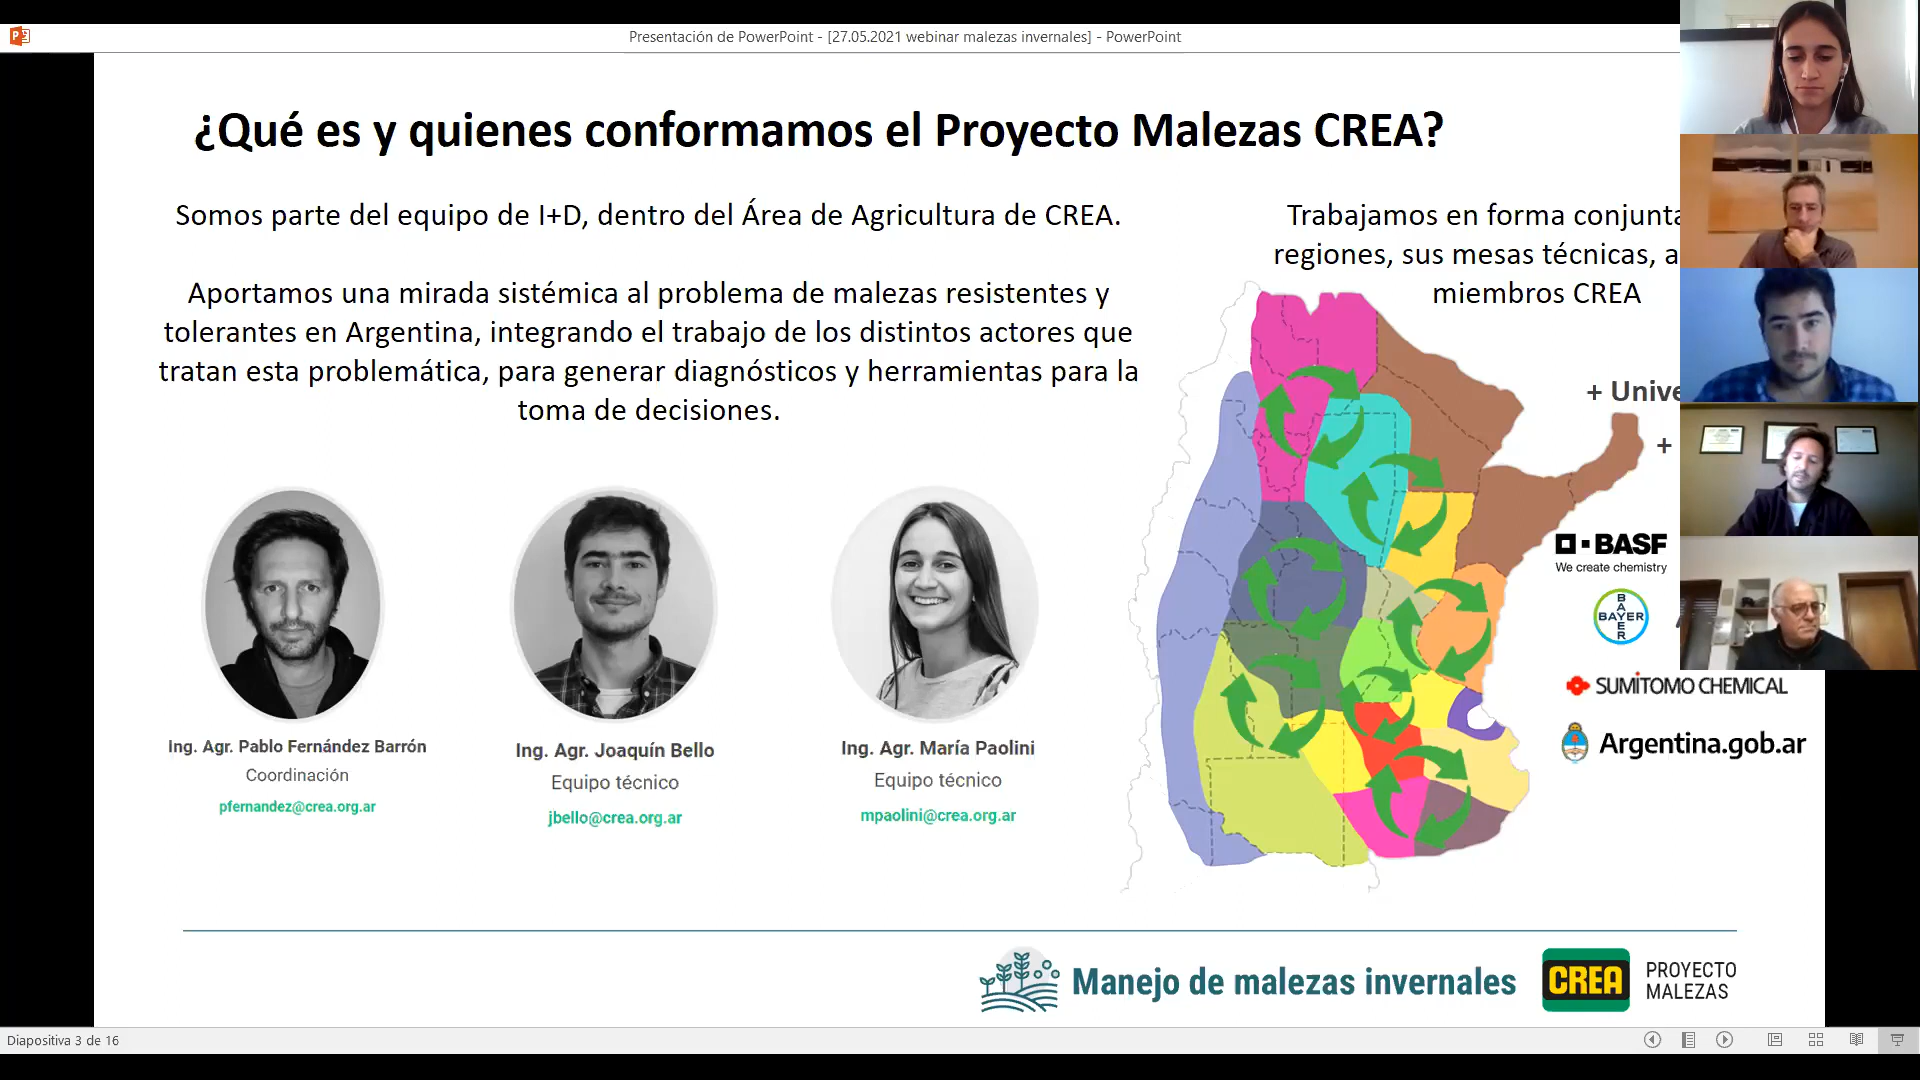 Presentación de PowerPoint - [27.05.2021 webinar malezas invernales] - PowerPoint
¿Qué es y quienes conformamos el Proyecto Malezas CREA?
Somos parte del equipo de I+D, dentro del Área de Agricultura de CREA.
Aportamos una mirada sistémica al problema de malezas resistentes y
tolerantes en Argentina, integrando el trabajo de los distintos actores que
tratan esta problemática, para generar diagnósticos y herramientas para la
toma de decisiones.
Trabajamos en forma conjunta
regiones, sus mesas técnicas, a
miembros CREA
+ Unive
+
BASF
We create chemistry
BAYER
BAYER
SUMITOMO CHEMICAL
Argentina.gob.ar
Ing. Agr. Pablo Fernández Barrón
Coordinación
pfernandez@crea.org.ar
Ing. Agr. Joaquín Bello
Equipo técnico
jbello@crea.org.ar
Ing. Agr. María Paolini
Equipo técnico
mpaolini@crea.org.ar
Manejo de malezas invernales
CREA
PROYECTO
MALEZAS
Diapositiva 3 de 16